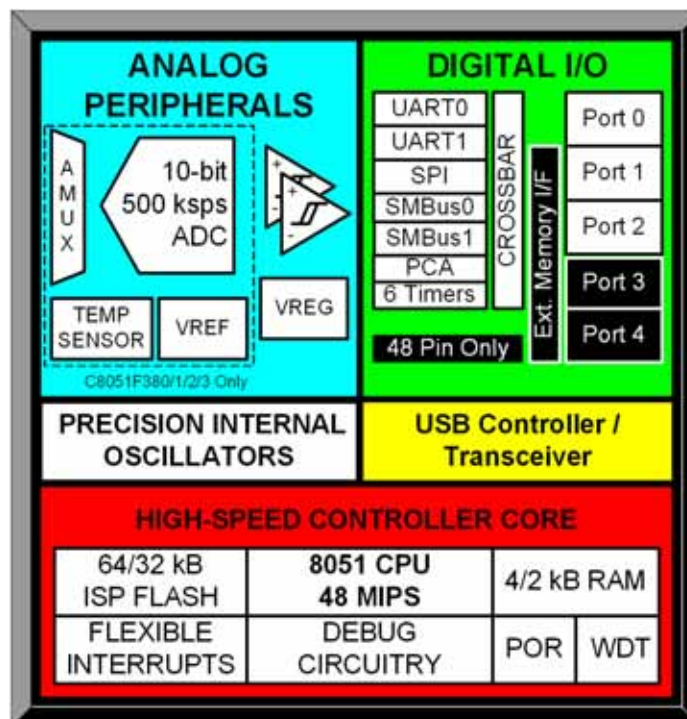 ANALOG
PERIPHERALS
AMUX
10-bit
500 ksps
ADC
+
-
+
-
TEMP
SENSOR
VREF
VREG
C8051F380/1/2/3 Only
DIGITAL I/O
UART0
UART1
SPI
SMBus0
SMBus1
PCA
6 Timers
CROSSBAR
Ext. Memory I/F
Port 0
Port 1
Port 2
Port 3
Port 4
48 Pin Only
PRECISION INTERNAL
OSCILLATORS
USB Controller /
Transceiver
HIGH-SPEED CONTROLLER CORE
64/32 kB
ISP FLASH
8051 CPU
48 MIPS
4/2 kB RAM
FLEXIBLE
INTERRUPTS
DEBUG
CIRCUITRY
POR
WDT